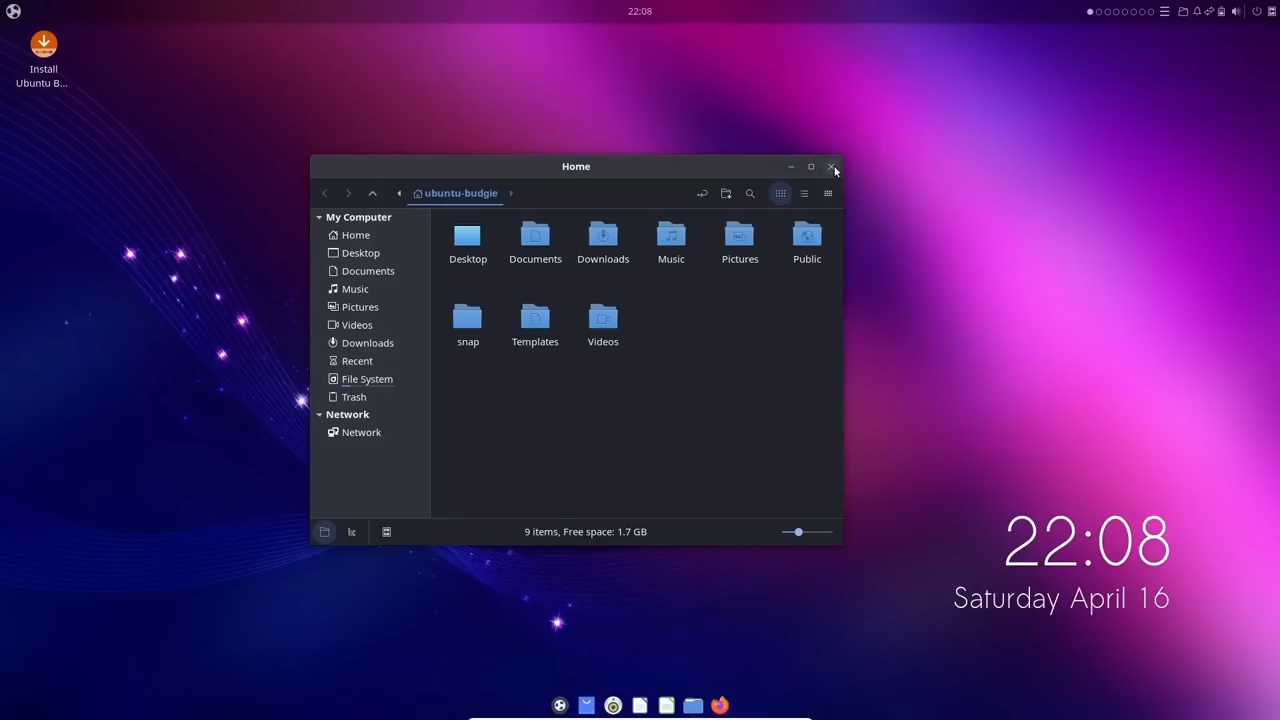 22:08
Install
Ubuntu B...
Home
ubuntu-budgie
My Computer
Home
Desktop
Documents
Music
Pictures
Videos
Downloads
Recent
File System
Trash
Network
Network
Desktop
Documents
Downloads
Music
Pictures
Public
snap
Templates
Videos
9 items, Free space: 1.7 GB
22:08
Saturday April 16